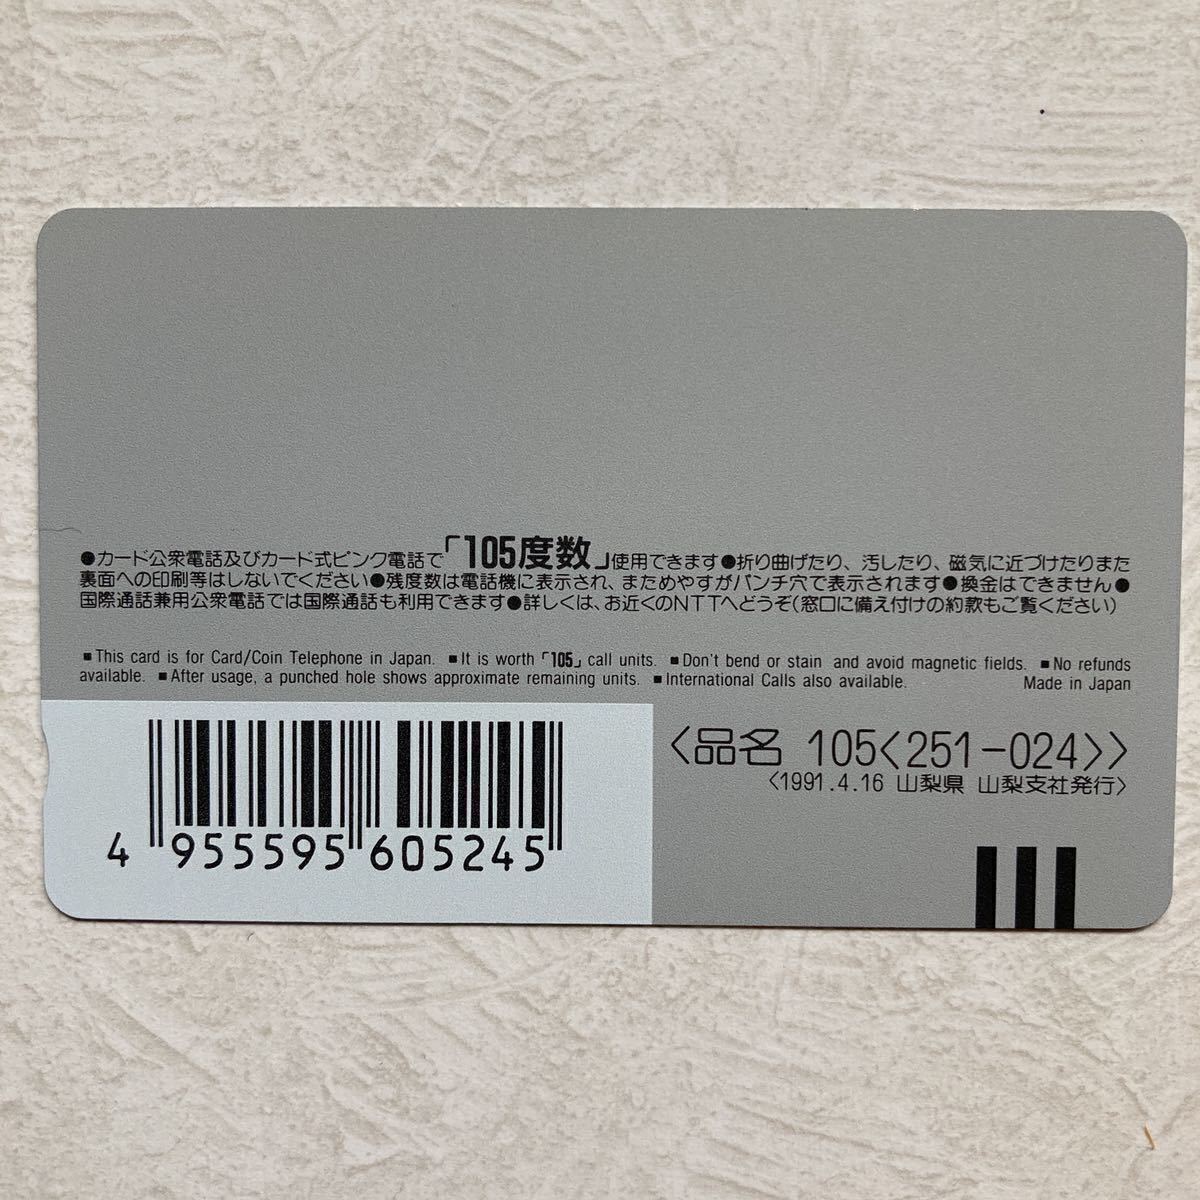 ●カード公衆電話及びカード式ピンク電話で「105度数」使用できます●折り曲げたり、汚したり、磁気に近づけたりまた
裏面への印刷等はしないでください●残度数は電話機に表示され、まためやすがパンチ穴で表示されます●換金はできません●
国際通話兼用公衆電話では国際通話も利用できます●詳しくは、お近くのNTTへどうぞ(窓口に備え付けの約款もご覧ください)
■This card is for Card/Coin Telephone in Japan. ■It is worth「105」call units. ■Don't bend or stain and avoid magnetic fields. ■No refunds
available. ■After usage, a punched hole shows approximate remaining units. ■International Calls also available. Made in Japan
<品名 105<251-024>>
<1991.4.16 山梨県 山梨支社発行>
4 955595 605245